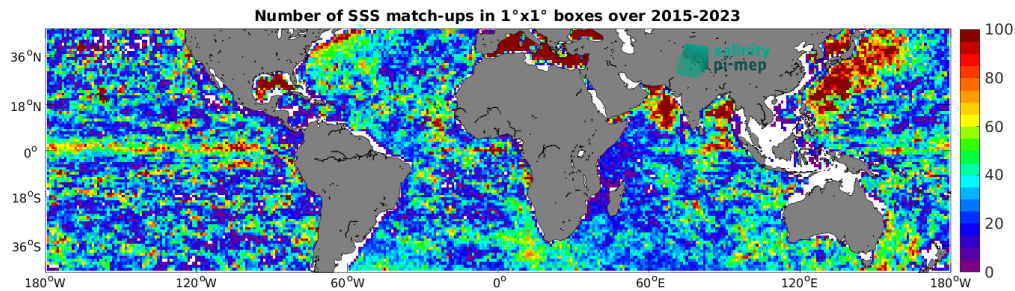 Number of SSS match-ups in 1°x1° boxes over 2015-2023
36°N
18°N
0°
18°S
36°S
180°W
120°W
60°W
0°
60°E
120°E
180°W
salinity
pi-mep
100
80
60
40
20
0